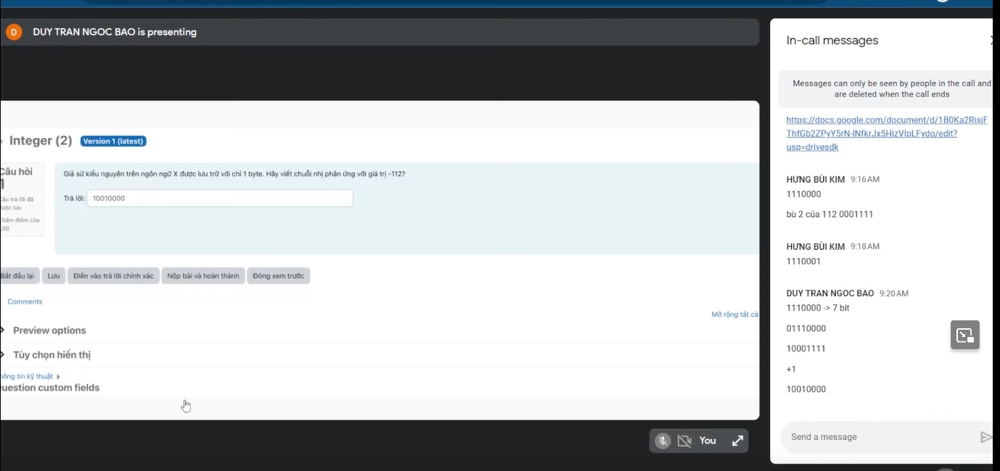 D
DUY TRAN NGOC BAO is presenting
Integer (2) Version 1 (latest)
Câu hỏi
1
Câu trả lời đã
được lưu
Chấm điểm của
,00
Giả sử kiểu nguyên trên ngôn ngữ X được lưu trữ với chỉ 1 byte. Hãy viết chuỗi nhị phân ứng với giá trị -112?
Trả lời: 10010000
Bắt đầu lại Lưu Điền vào trả lời chính xác Nộp bài và hoàn thành Đóng xem trước
Comments
Mở rộng tất cả
Preview options
Tùy chọn hiển thị
hông tin kỹ thuật
uestion custom fields
You
In-call messages
Messages can only be seen by people in the call and
are deleted when the call ends
https://docs.google.com/document/d/1B0Ka2RisjF
ThfGb2ZPyY5rN-INfkrJx5HizVIpLFydo/edit?
usp=drivesdk
HƯNG BÙI KIM 9:16 AM
1110000
bù 2 của 112 0001111
HƯNG BÙI KIM 9:18 AM
1110001
DUY TRAN NGOC BAO 9:20 AM
1110000 -> 7 bit
01110000
10001111
+1
10010000
Send a message